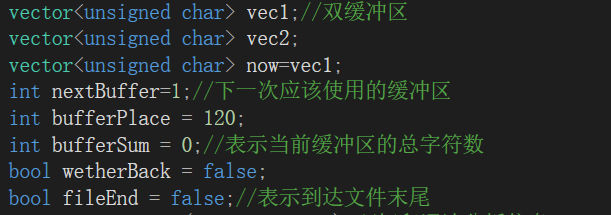 vector<unsigned char> vec1;//双缓冲区
vector<unsigned char> vec2;
vector<unsigned char> now=vec1;
int nextBuffer=1;//下一次应该使用的缓冲区
int bufferPlace = 120;
int bufferSum = 0;//表示当前缓冲区的总字符数
bool wetherBack = false;
bool fileEnd = false;//表示到达文件末尾